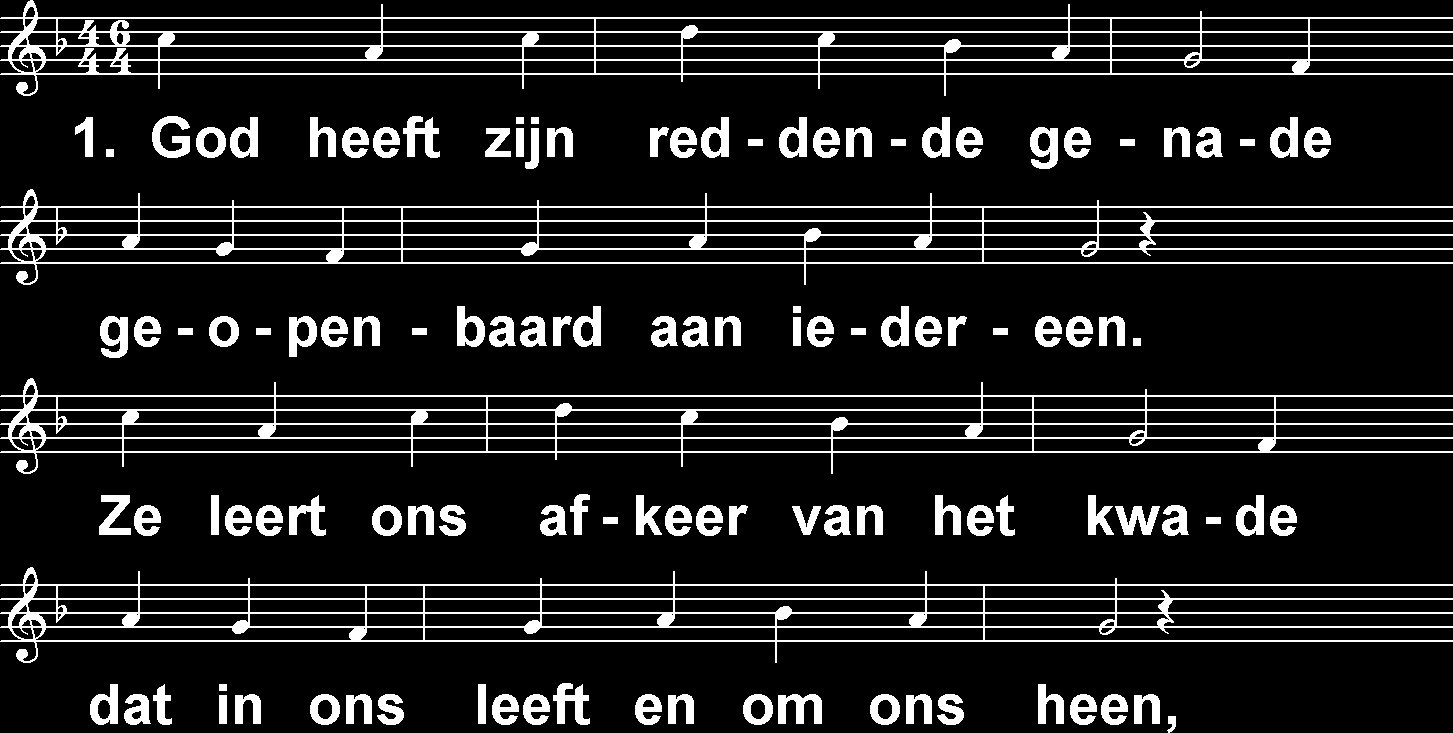 4 6
4 4
1. God heeft zijn red - den - de ge - na - de
ge - o - pen - baard aan ie - der - een.
Ze leert ons af - keer van het kwa - de
dat in ons leeft en om ons heen,